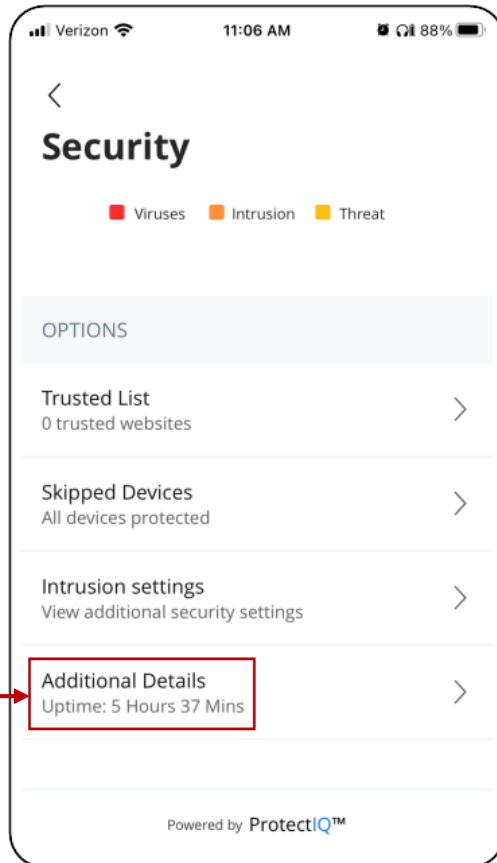 Verizon 11:06 AM 88%
Security
Viruses Intrusion Threat
OPTIONS
Trusted List
0 trusted websites
Skipped Devices
All devices protected
Intrusion settings
View additional security settings
Additional Details
Uptime: 5 Hours 37 Mins
Powered by ProtectIQ™